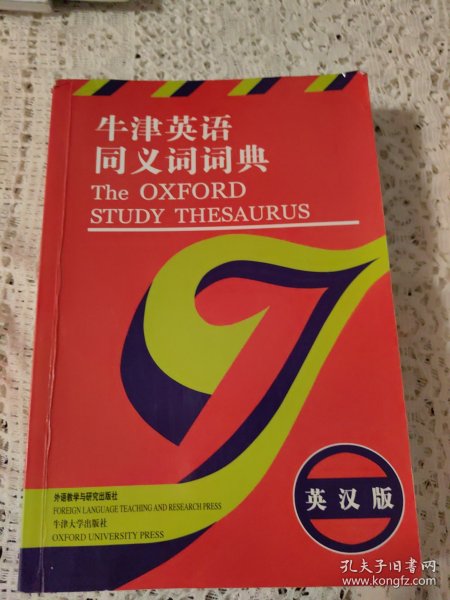 牛津英语
同义词词典
The OXFORD
STUDY THESAURUS
外语教学与研究出版社
FOREIGN LANGUAGE TEACHING AND RESEARCH PRESS
牛津大学出版社
OXFORD UNIVERSITY PRESS
英汉版
孔夫子旧书网
www.kongfz.com